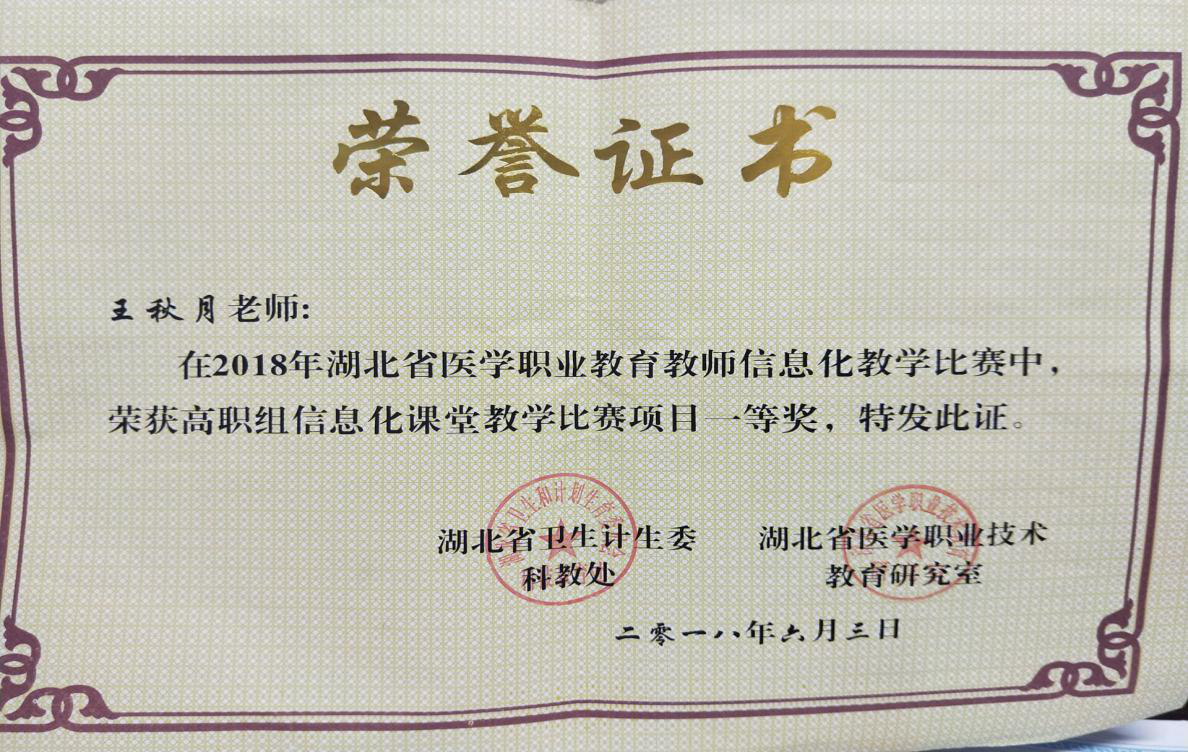 荣誉证书
王秋月老师:
在2018年湖北省医学职业教育教师信息化教学比赛中，
荣获高职组信息化课堂教学比赛项目一等奖，特发此证。
湖北省卫生计生委 湖北省医学职业技术
科教处 教育研究室
二零一八年六月三日